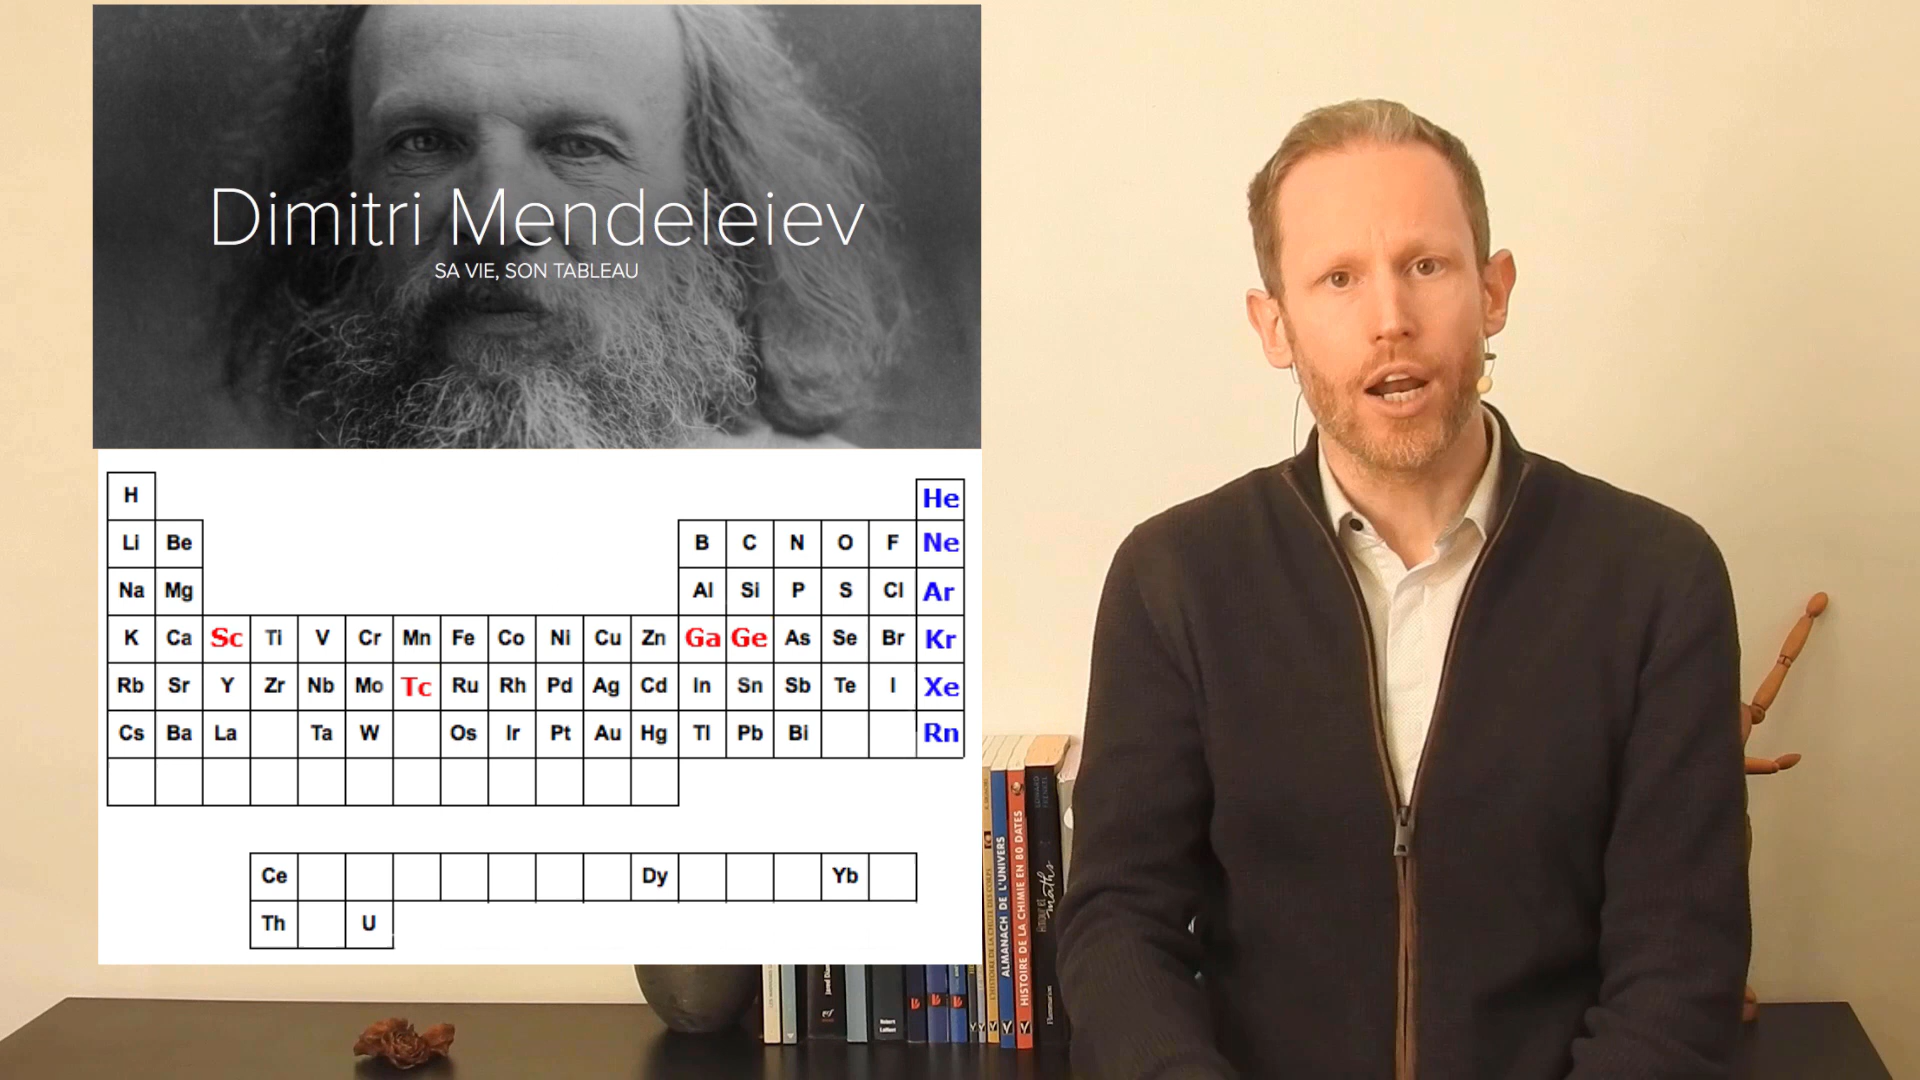 Dimitri Mendeleiev
SA VIE, SON TABLEAU
H He
Li Be B C N O F Ne
Na Mg Al Si P S Cl Ar
K Ca Sc Ti V Cr Mn Fe Co Ni Cu Zn Ga Ge As Se Br Kr
Rb Sr Y Zr Nb Mo Tc Ru Rh Pd Ag Cd In Sn Sb Te I Xe
Cs Ba La Ta W Os Ir Pt Au Hg Tl Pb Bi Rn
Ce Dy Yb
Th U
ALMANACH DE L'UNIVERS
HISTOIRE DE LA CHIMIE EN 80 DATES
maths
Flammarion